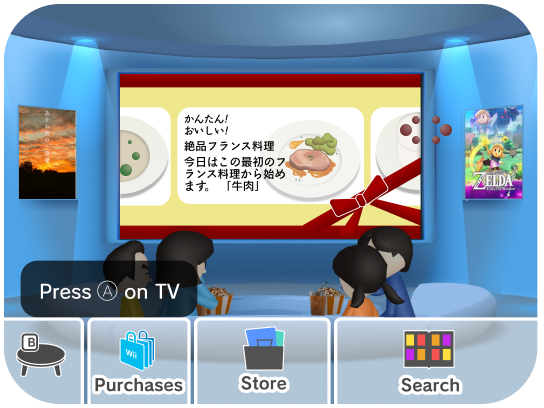 かんたん!
おいしい!
絶品フランス料理
今日はこの最初のフ
ランス料理から始め
ます。 「牛肉」
ZELDA
Press Ⓐ on TV
B
Wii
Purchases
Store
Search